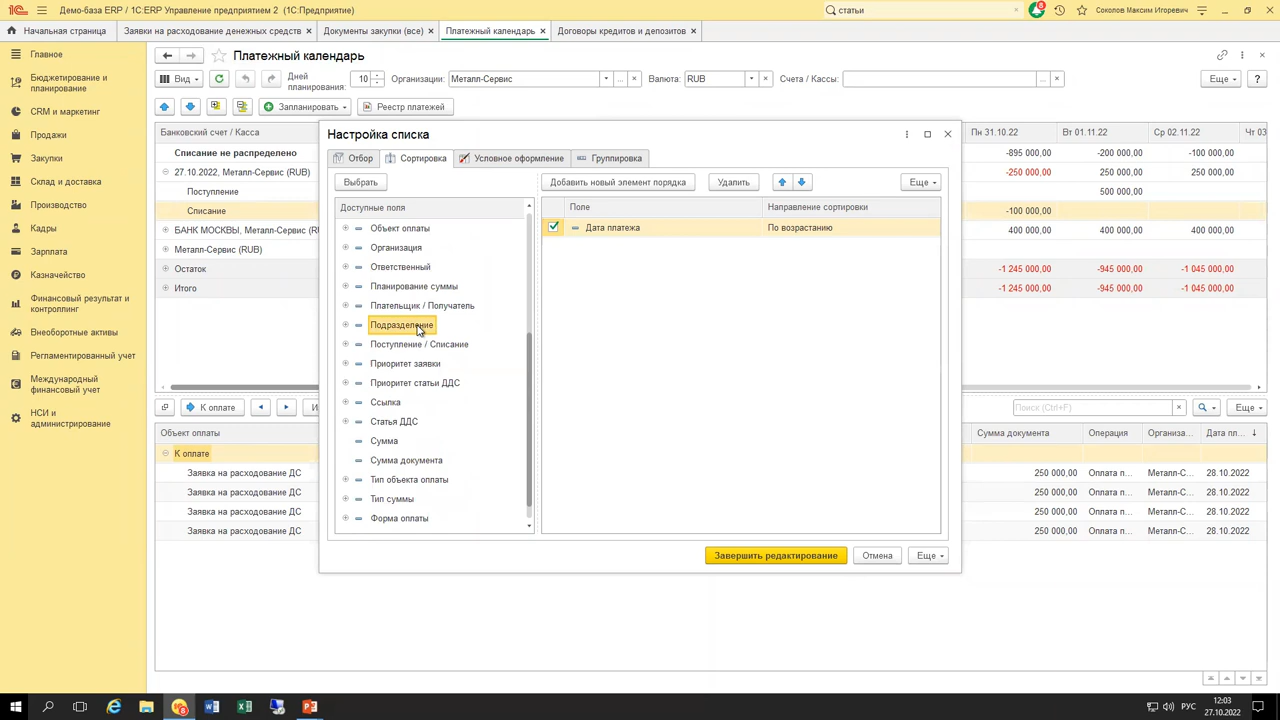 Демо-база ERP / 1С:ERP Управление предприятием 2 (1С:Предприятие)
статьи
8
Соколов Максим Игоревич
Начальная страница
Заявки на расходование денежных средств
Документы закупки (все)
Платежный календарь
Договоры кредитов и депозитов
Главное
Бюджетирование и
планирование
CRM и маркетинг
Продажи
Закупки
Склад и доставка
Производство
Кадры
Зарплата
Казначейство
Финансовый результат и
контроллинг
Внеоборотные активы
Регламентированный учет
Международный
финансовый учет
НСИ и
администрирование
Платежный календарь
Вид
Дней
планирования:
10
Организации:
Металл-Сервис
...
Валюта:
RUB
Счета / Кассы:
...
Еще
?
Запланировать
Реестр платежей
Банковский счет / Касса
Пн 31.10.22
Вт 01.11.22
Ср 02.11.22
Чт 03
Списание не распределено
-895 000,00
-200 000,00
-100 000,00
27.10.2022, Металл-Сервис (RUB)
-250 000,00
250 000,00
250 000,00
Поступление
500 000,00
Списание
-100 000,00
БАНК МОСКВЫ, Металл-Сервис (RUB)
400 000,00
400 000,00
400 000,00
Металл-Сервис (RUB)
Остаток
-1 245 000,00
-945 000,00
-1 045 000,00
Итого
-1 245 000,00
-945 000,00
-1 045 000,00
Настройка списка
Отбор
Сортировка
Условное оформление
Группировка
Выбрать
Добавить новый элемент порядка
Удалить
Еще
Доступные поля
Объект оплаты
Организация
Ответственный
Планирование суммы
Плательщик / Получатель
Подразделение
Поступление / Списание
Приоритет заявки
Приоритет статьи ДДС
Ссылка
Статья ДДС
Сумма
Сумма документа
Тип объекта оплаты
Тип суммы
Форма оплаты
Поле
Направление сортировки
Дата платежа
По возрастанию
Завершить редактирование
Отмена
Еще
К оплате
Поиск (Ctrl+F)
Еще
Объект оплаты
Сумма документа
Операция
Организа...
Дата пл...
К оплате
Заявка на расходование ДС
250 000,00
Оплата п...
Металл-С...
28.10.2022
Заявка на расходование ДС
250 000,00
Оплата п...
Металл-С...
28.10.2022
Заявка на расходование ДС
250 000,00
Оплата п...
Металл-С...
28.10.2022
Заявка на расходование ДС
250 000,00
Оплата п...
Металл-С...
28.10.2022
РУС
12:03
27.10.2022